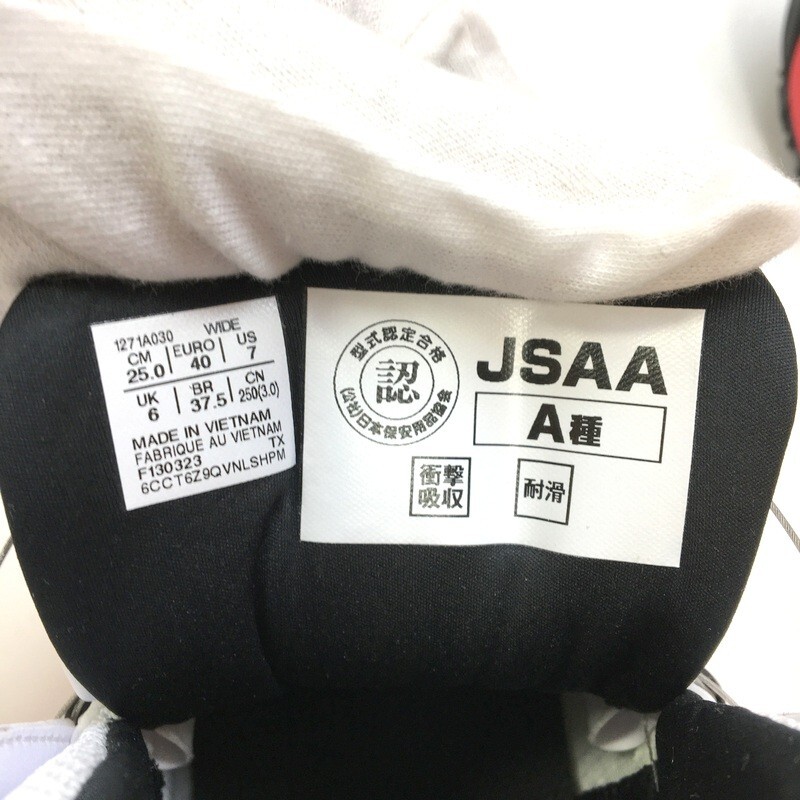 1271A030 WIDE
CM EURO US
25.0 40 7
UK BR CN
6 37.5 250(3.0)
MADE IN VIETNAM
FABRIQUE AU VIETNAM
F130323 TX
6CCT6Z9QVNLSHPM
型式認定合格
認
(公社)日本保安用品協会
JSAA
A種
衝撃
吸収
耐滑